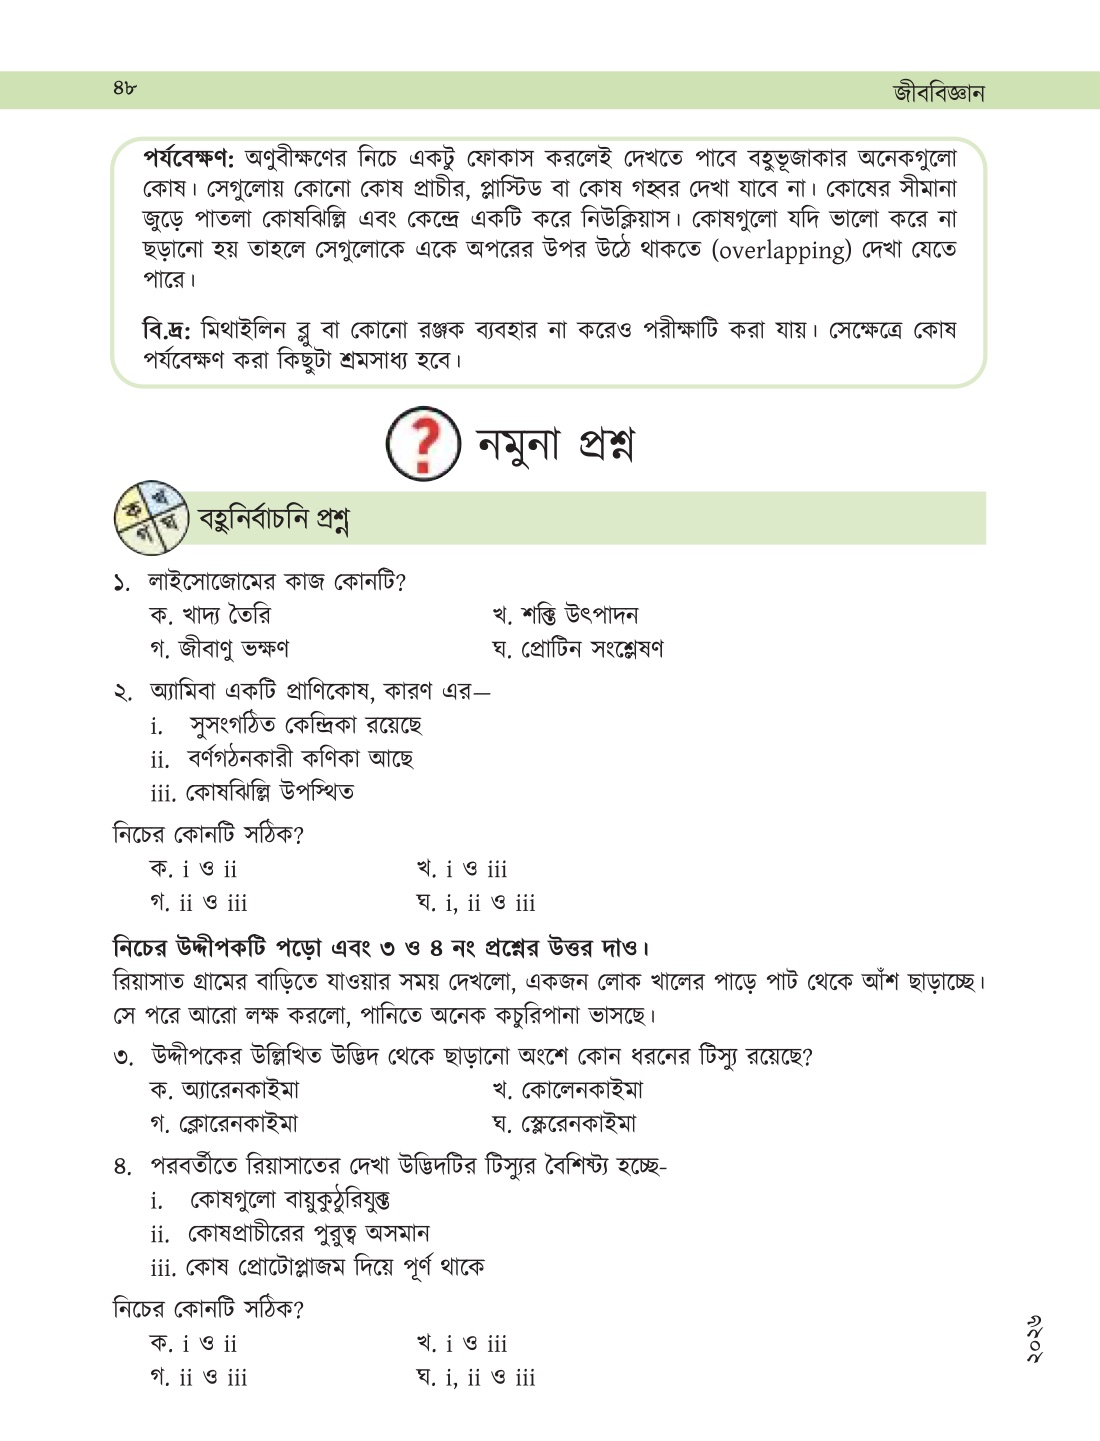 ৪৮
জীববিজ্ঞান
পর্যবেক্ষণ: অণুবীক্ষণের নিচে একটু ফোকাস করলেই দেখতে পাবে বহুভূজাকার অনেকগুলো
কোষ। সেগুলোয় কোনো কোষ প্রাচীর, প্লাস্টিড বা কোষ গহ্বর দেখা যাবে না। কোষের সীমানা
জুড়ে পাতলা কোষঝিল্লি এবং কেন্দ্রে একটি করে নিউক্লিয়াস। কোষগুলো যদি ভালো করে না
ছড়ানো হয় তাহলে সেগুলোকে একে অপরের উপর উঠে থাকতে (overlapping) দেখা যেতে
পারে।
বি.দ্র: মিথাইলিন ব্লু বা কোনো রঞ্জক ব্যবহার না করেও পরীক্ষাটি করা যায়। সেক্ষেত্রে কোষ
পর্যবেক্ষণ করা কিছুটা শ্রমসাধ্য হবে।
? নমুনা প্রশ্ন
ক খ গ ঘ বহুনির্বাচনি প্রশ্ন
১. লাইসোজোমের কাজ কোনটি?
ক. খাদ্য তৈরি খ. শক্তি উৎপাদন
গ. জীবাণু ভক্ষণ ঘ. প্রোটিন সংশ্লেষণ
২. অ্যামিবা একটি প্রাণিকোষ, কারণ এর—
i. সুসংগঠিত কেন্দ্রিকা রয়েছে
ii. বর্ণগঠনকারী কণিকা আছে
iii. কোষঝিল্লি উপস্থিত
নিচের কোনটি সঠিক?
ক. i ও ii খ. i ও iii
গ. ii ও iii ঘ. i, ii ও iii
নিচের উদ্দীপকটি পড়ো এবং ৩ ও ৪ নং প্রশ্নের উত্তর দাও।
রিয়াসাত গ্রামের বাড়িতে যাওয়ার সময় দেখলো, একজন লোক খালের পাড়ে পাট থেকে আঁশ ছাড়াচ্ছে।
সে পরে আরো লক্ষ করলো, পানিতে অনেক কচুরিপানা ভাসছে।
৩. উদ্দীপকের উল্লিখিত উদ্ভিদ থেকে ছাড়ানো অংশে কোন ধরনের টিস্যু রয়েছে?
ক. অ্যারেনকাইমা খ. কোলেনকাইমা
গ. ক্লোরেনকাইমা ঘ. স্ক্লেরেনকাইমা
৪. পরবর্তীতে রিয়াসাতের দেখা উদ্ভিদটির টিস্যুর বৈশিষ্ট্য হচ্ছে-
i. কোষগুলো বায়ুকুঠুরিযুক্ত
ii. কোষপ্রাচীরের পুরুত্ব অসমান
iii. কোষ প্রোটোপ্লাজম দিয়ে পূর্ণ থাকে
নিচের কোনটি সঠিক?
ক. i ও ii খ. i ও iii
গ. ii ও iii ঘ. i, ii ও iii
২০২৬